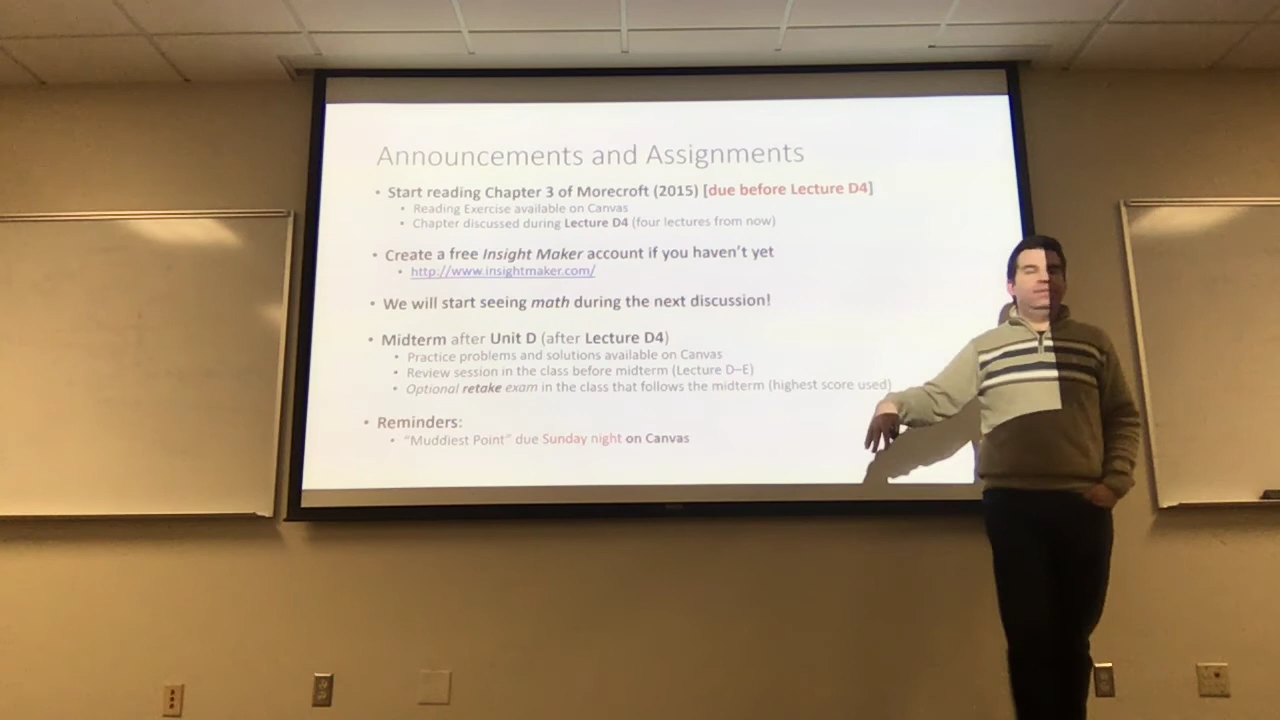 Announcements and Assignments
• Start reading Chapter 3 of Morecroft (2015) [due before Lecture D4]
• Reading Exercise available on Canvas
• Chapter discussed during Lecture D4 (four lectures from now)
• Create a free Insight Maker account if you haven't yet
• http://www.insightmaker.com/
• We will start seeing math during the next discussion!
• Midterm after Unit D (after Lecture D4)
• Practice problems and solutions available on Canvas
• Review session in the class before midterm (Lecture D–E)
• Optional retake exam in the class that follows the midterm (highest score used)
• Reminders:
• "Muddiest Point" due Sunday night on Canvas